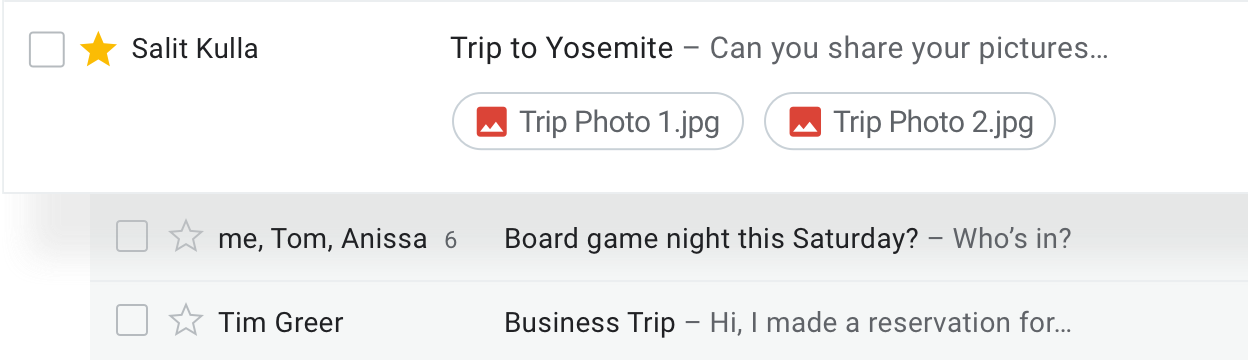 Salit Kulla Trip to Yosemite – Can you share your pictures…
Trip Photo 1.jpg Trip Photo 2.jpg
me, Tom, Anissa 6 Board game night this Saturday? – Who’s in?
Tim Greer Business Trip – Hi, I made a reservation for…